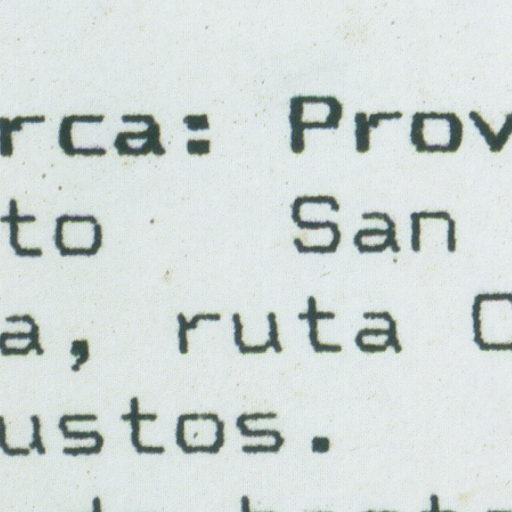 rca: Prov
to San
a, ruta
ustos.